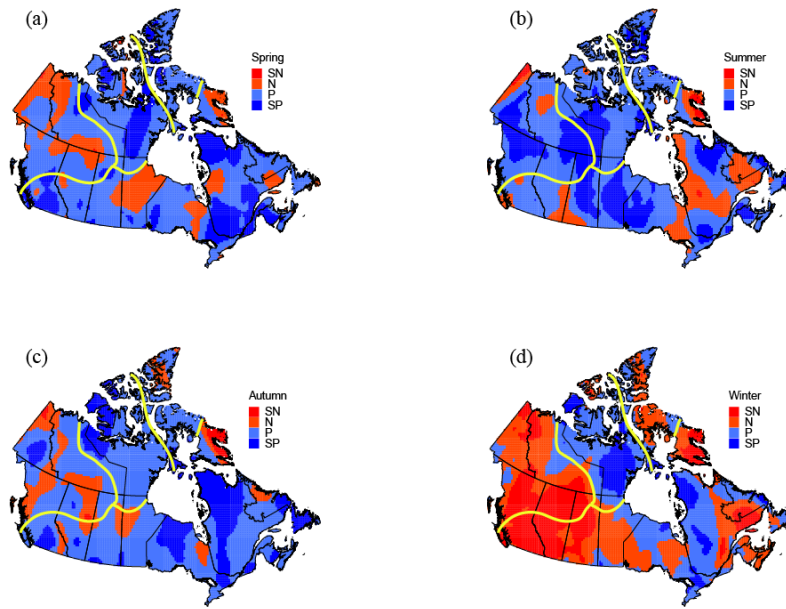 (a)
Spring
SN
N
P
SP
(b)
Summer
SN
N
P
SP
(c)
Autumn
SN
N
P
SP
(d)
Winter
SN
N
P
SP